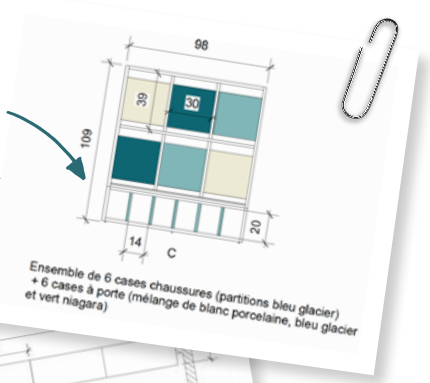 98
39
30
109
20
14
C
Ensemble de 6 cases chaussures (partitions bleu glacier)
+ 6 cases à porte (mélange de blanc porcelaine, bleu glacier
et vert niagara)